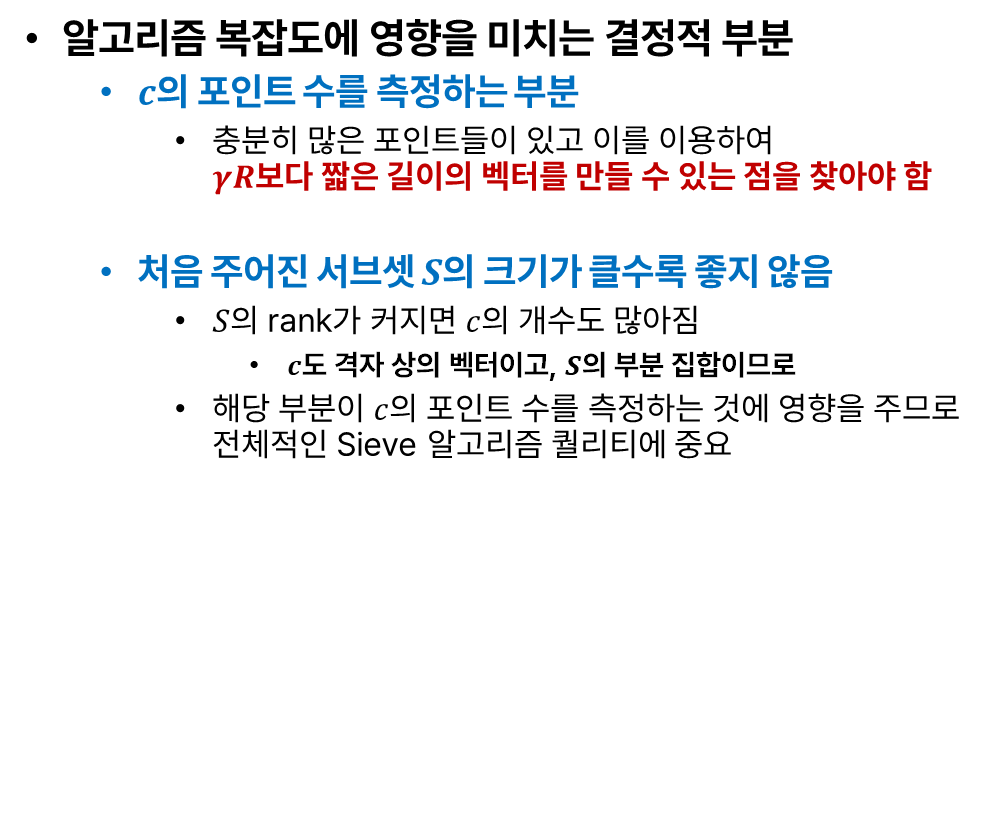 • 알고리즘 복잡도에 영향을 미치는 결정적 부분
• 𝒄의 포인트 수를 측정하는 부분
• 충분히 많은 포인트들이 있고 이를 이용하여
𝜸𝑹보다 짧은 길이의 벡터를 만들 수 있는 점을 찾아야 함
• 처음 주어진 서브셋 𝑺의 크기가 클수록 좋지 않음
• 𝑆의 rank가 커지면 𝑐의 개수도 많아짐
• 𝒄도 격자 상의 벡터이고, 𝑺의 부분 집합이므로
• 해당 부분이 𝑐의 포인트 수를 측정하는 것에 영향을 주므로
전체적인 Sieve 알고리즘 퀄리티에 중요